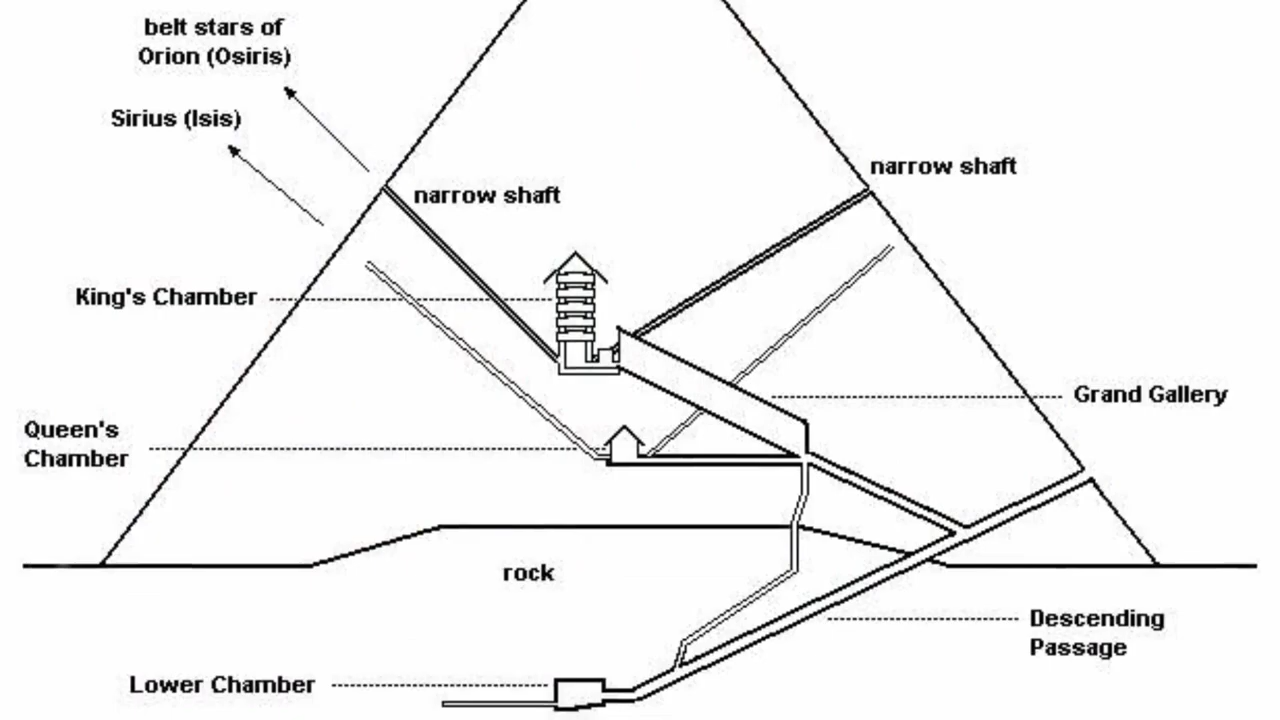 belt stars of
Orion (Osiris)
Sirius (Isis)
narrow shaft
narrow shaft
King's Chamber
Grand Gallery
Queen's
Chamber
rock
Descending
Passage
Lower Chamber